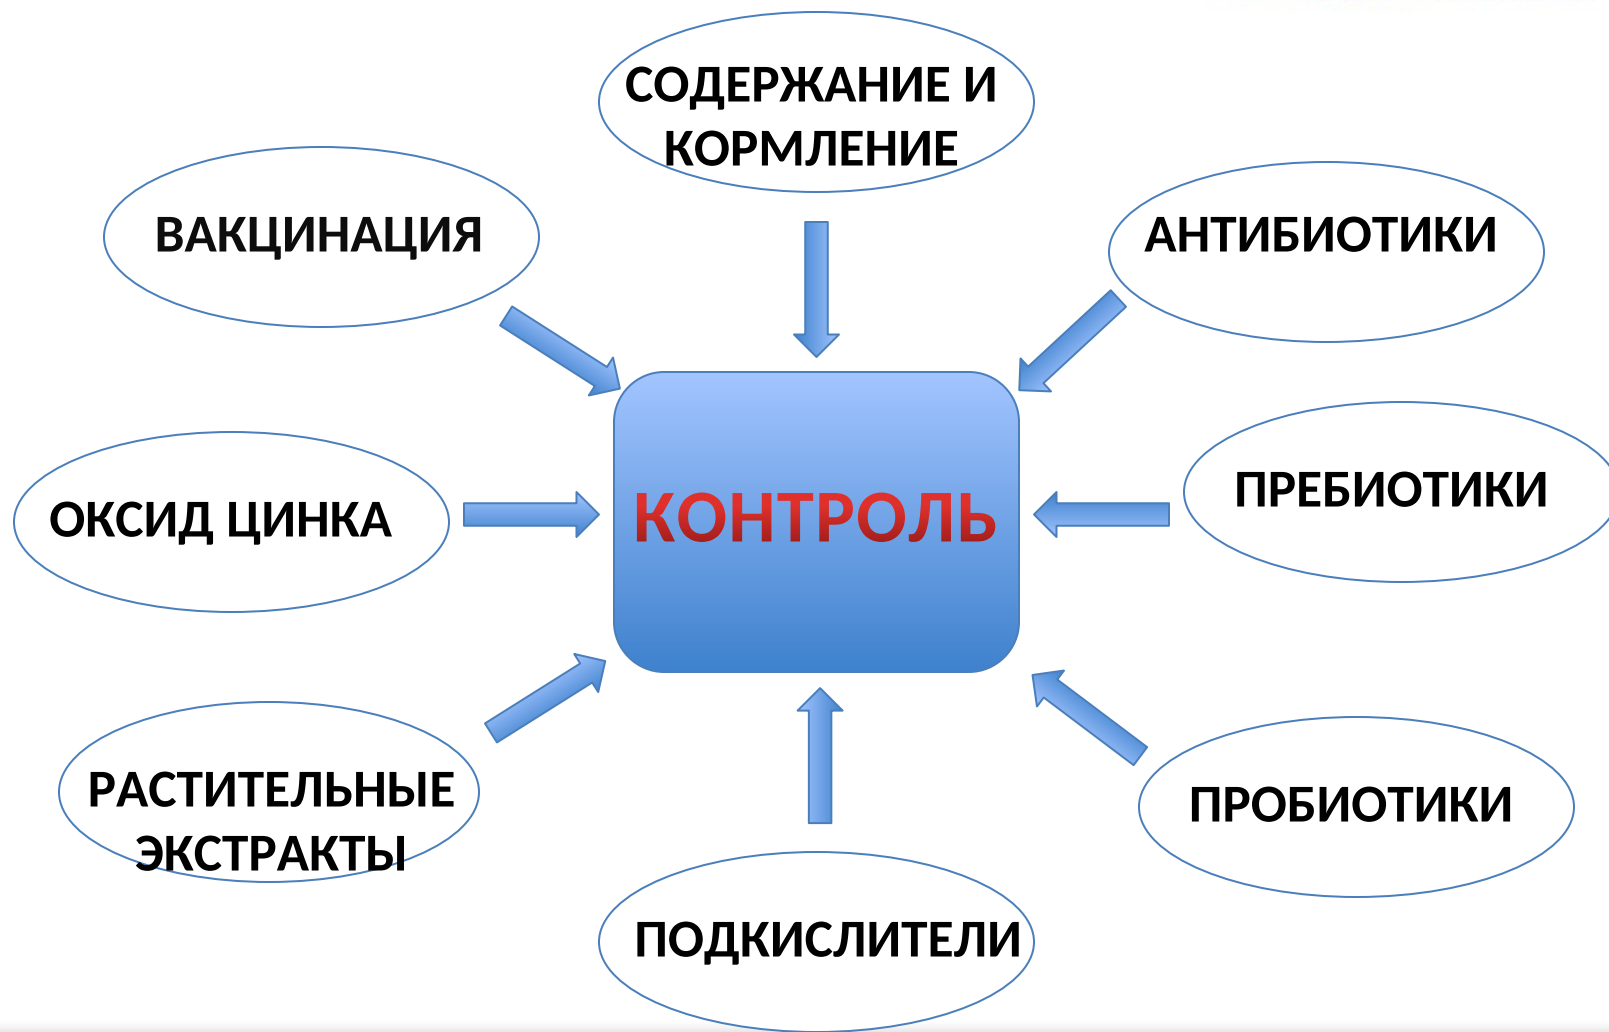 СОДЕРЖАНИЕ И
КОРМЛЕНИЕ
ВАКЦИНАЦИЯ
АНТИБИОТИКИ
ОКСИД ЦИНКА
КОНТРОЛЬ
ПРЕБИОТИКИ
РАСТИТЕЛЬНЫЕ
ЭКСТРАКТЫ
ПРОБИОТИКИ
ПОДКИСЛИТЕЛИ